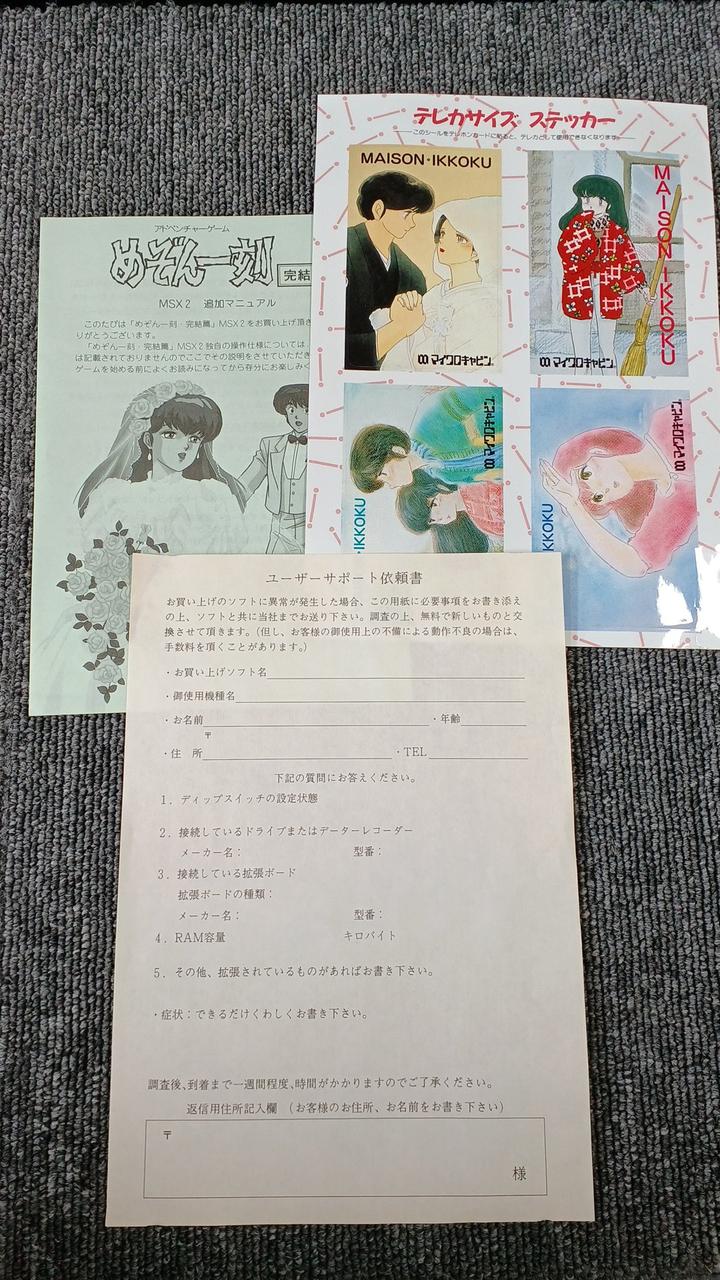 アドベンチャーゲーム
めぞん一刻
完結
MSX2 追加マニュアル
このたびは「めぞん一刻・完結篇」MSX2をお買い上げ頂き
りがとうございます。
「めぞん一刻・完結篇」MSX2独自の操作仕様については
は記載されておりませんのでここでその説明をさせていただき
ゲームを始める前によくお読みになってから存分にお楽しみく
テレカサイズ ステッカー
このシールをテレホンカードに貼ると、テレカとして使用できなくなります。
MAISON・IKKOKU
マイクロキャビン
MAISON・IKKOKU
マイクロキャビン
・IKKOKU
マイクロキャビン
KKOKU
マイクロキャビン
ユーザーサポート依頼書
お買い上げのソフトに異常が発生した場合、この用紙に必要事項をお書き添え
の上、ソフトと共に当社までお送り下さい。調査の上、無料で新しいものと交
換させて頂きます。(但し、お客様の御使用上の不備による動作不良の場合は、
手数料を頂くことがあります。)
・お買い上げソフト名
・御使用機種名
・お名前 ・年齢
〒
・住 所 ・TEL
下記の質問にお答えください。
1. ディップスイッチの設定状態
2. 接続しているドライブまたはデーターレコーダー
メーカー名: 型番:
3. 接続している拡張ボード
拡張ボードの種類:
メーカー名: 型番:
4. RAM容量 キロバイト
5. その他、拡張されているものがあればお書き下さい。
・症状:できるだけくわしくお書き下さい。
調査後、到着まで一週間程度、時間がかかりますのでご了承ください。
返信用住所記入欄 (お客様のお住所、お名前をお書き下さい)
〒
様